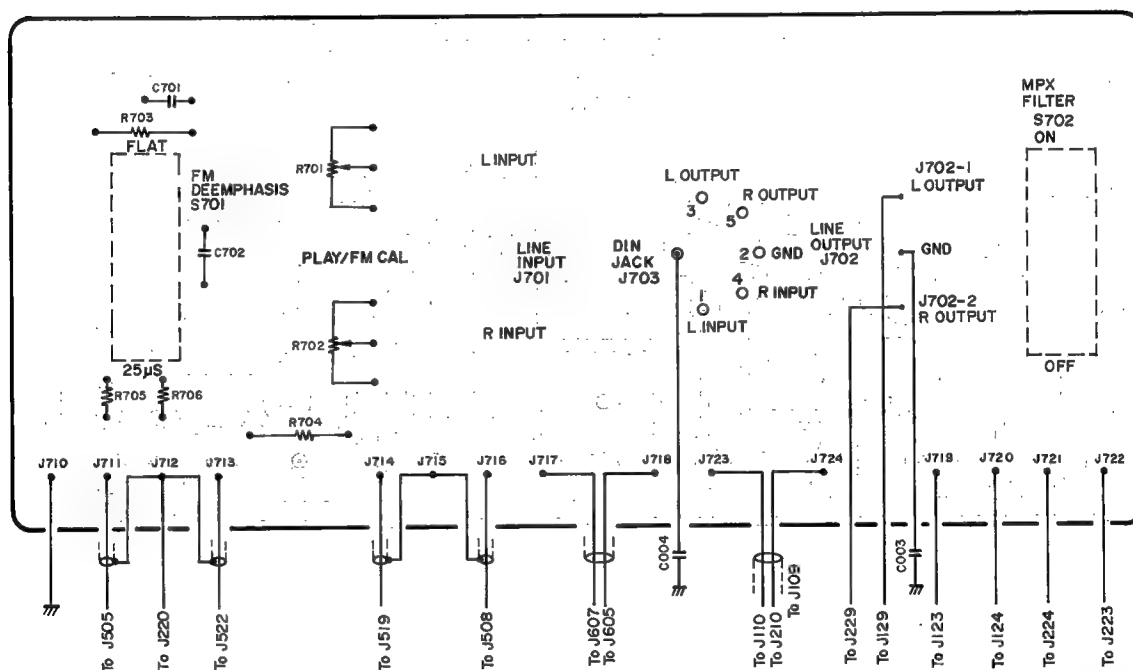 C701
R703
FLAT
FM
DEEMPHASIS
S701
C702
25µS
R705
R706
R701
PLAY/FM CAL
R702
R704
L INPUT
LINE
INPUT
J701
R INPUT
DIN
JACK
J703
L OUTPUT
3
R OUTPUT
5
2
GND
4
R INPUT
1
L INPUT
LINE
OUTPUT
J702
J702-1
L OUTPUT
GND
J702-2
R OUTPUT
MPX
FILTER
S702
ON
OFF
J710
J711
J712
J713
J714
J715
J716
J717
J718
J723
J724
J719
J720
J721
J722
C004
C003
To J505
To J220
To J522
To J519
To J508
To J607
To J605
To J110
To J210
To J109
To J229
To J129
To J123
To J124
To J224
To J223